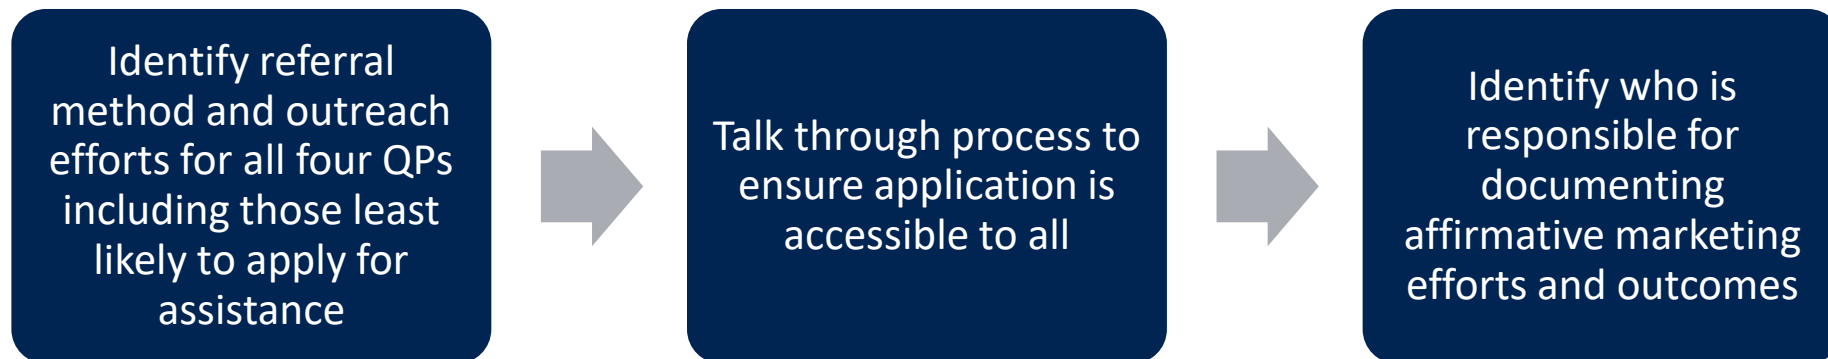 Identify referral
method and outreach
efforts for all four QPs
including those least
likely to apply for
assistance
Talk through process to
ensure application is
accessible to all
Identify who is
responsible for
documenting
affirmative marketing
efforts and outcomes